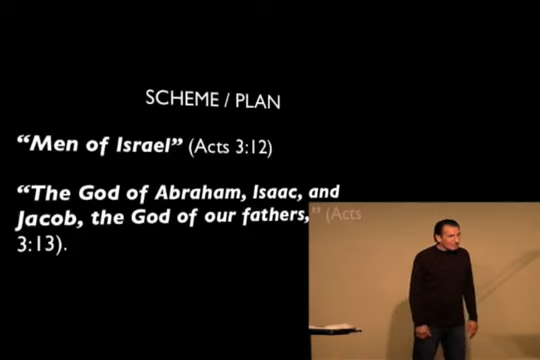 SCHEME / PLAN
“Men of Israel” (Acts 3:12)
“The God of Abraham, Isaac, and
Jacob, the God of our fathers,” (Acts
3:13).